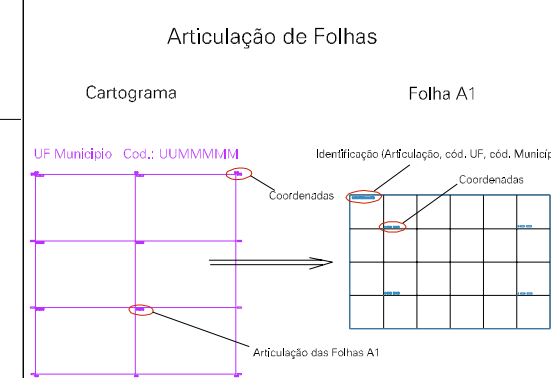 Articulação de Folhas
Cartograma
Folha A1
UF Municipio Cod.: UUMMMMM
Identificação (Articulação, cód. UF, cód. Municíp
Coordenadas
Coordenadas
Articulação das Folhas A1